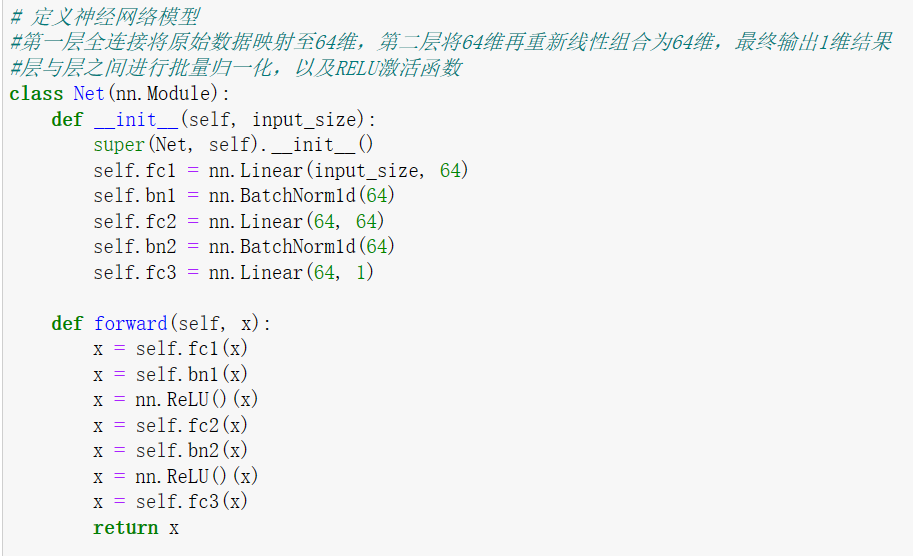 # 定义神经网络模型
#第一层全连接将原始数据映射至64维，第二层将64维再重新线性组合为64维，最终输出1维结果
#层与层之间进行批量归一化，以及RELU激活函数
class Net(nn.Module):
    def __init__(self, input_size):
        super(Net, self).__init__()
        self.fc1 = nn.Linear(input_size, 64)
        self.bn1 = nn.BatchNorm1d(64)
        self.fc2 = nn.Linear(64, 64)
        self.bn2 = nn.BatchNorm1d(64)
        self.fc3 = nn.Linear(64, 1)

    def forward(self, x):
        x = self.fc1(x)
        x = self.bn1(x)
        x = nn.ReLU()(x)
        x = self.fc2(x)
        x = self.bn2(x)
        x = nn.ReLU()(x)
        x = self.fc3(x)
        return x